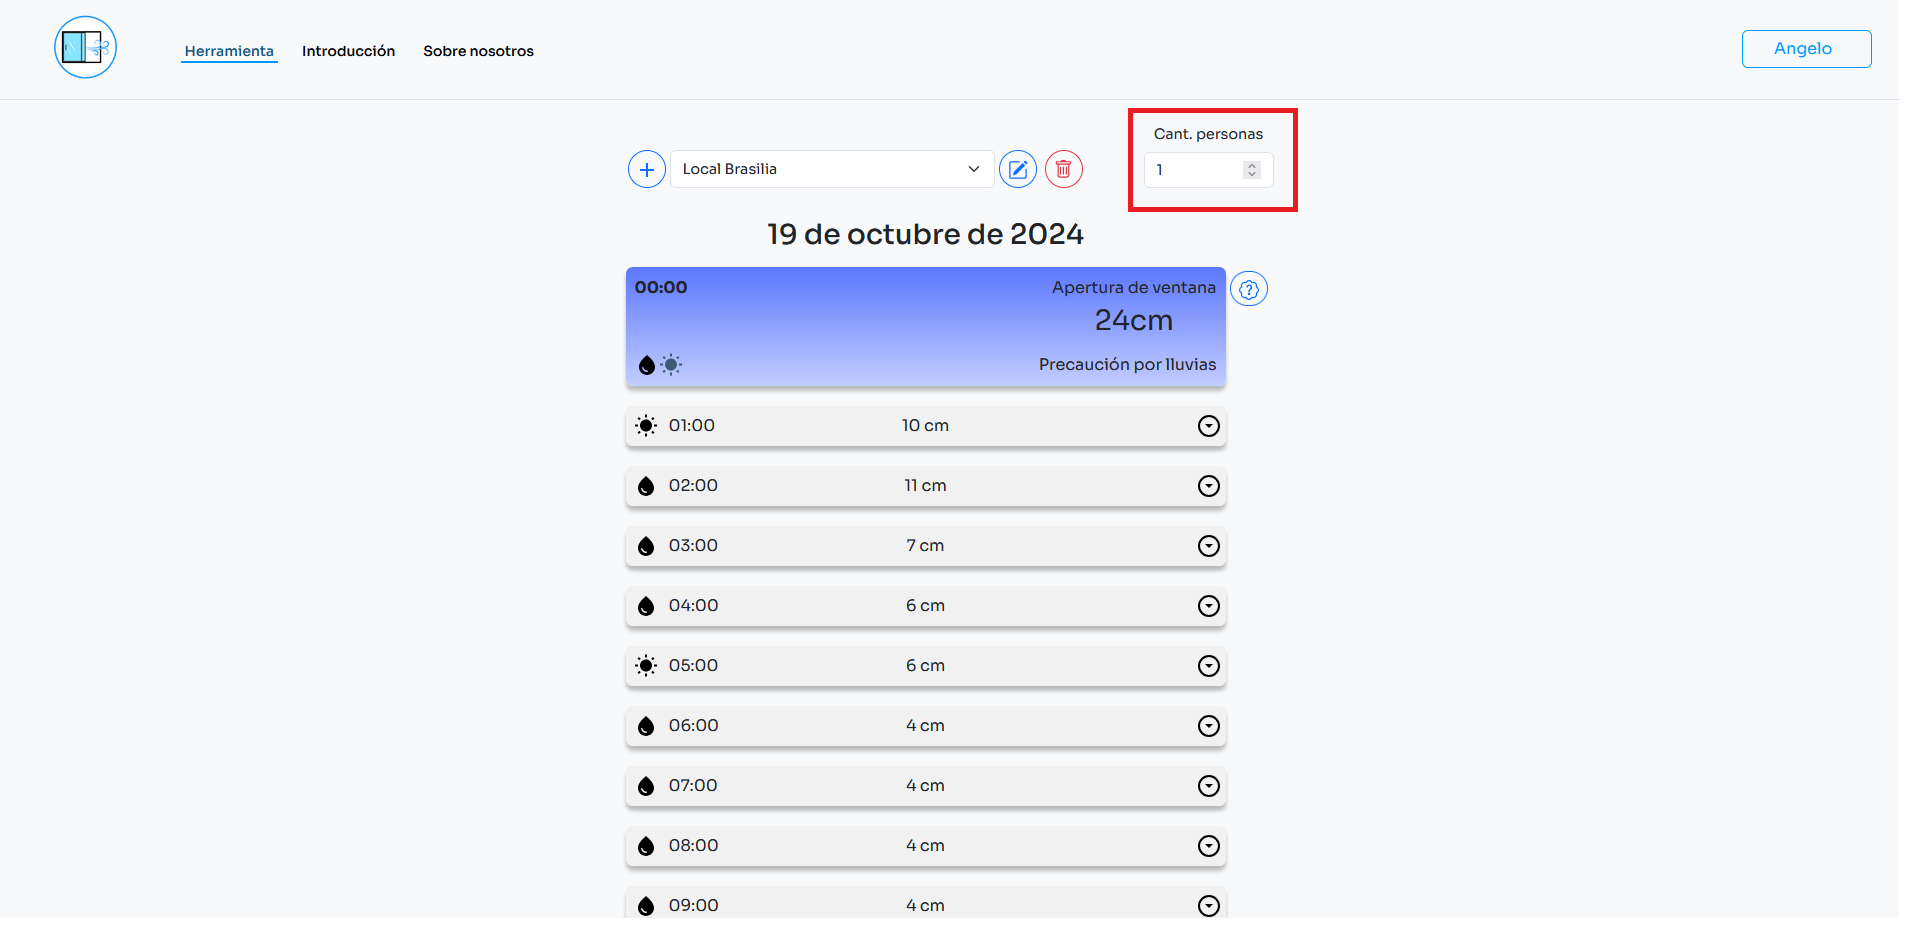 Herramienta Introducción Sobre nosotros Angelo
Cant. personas
Local Brasilia 1
19 de octubre de 2024
00:00 Apertura de ventana
24cm
Precaución por lluvias
01:00 10 cm
02:00 11 cm
03:00 7 cm
04:00 6 cm
05:00 6 cm
06:00 4 cm
07:00 4 cm
08:00 4 cm
09:00 4 cm